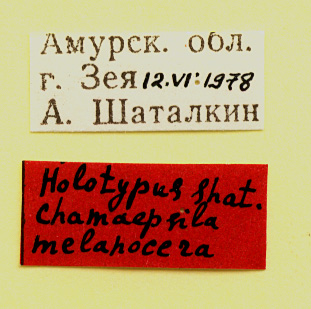 Амурск. обл.
г. Зея 12.VI.1978
А. Шаталкин
Holotypus Shat.
Chamaepsila
melanocera